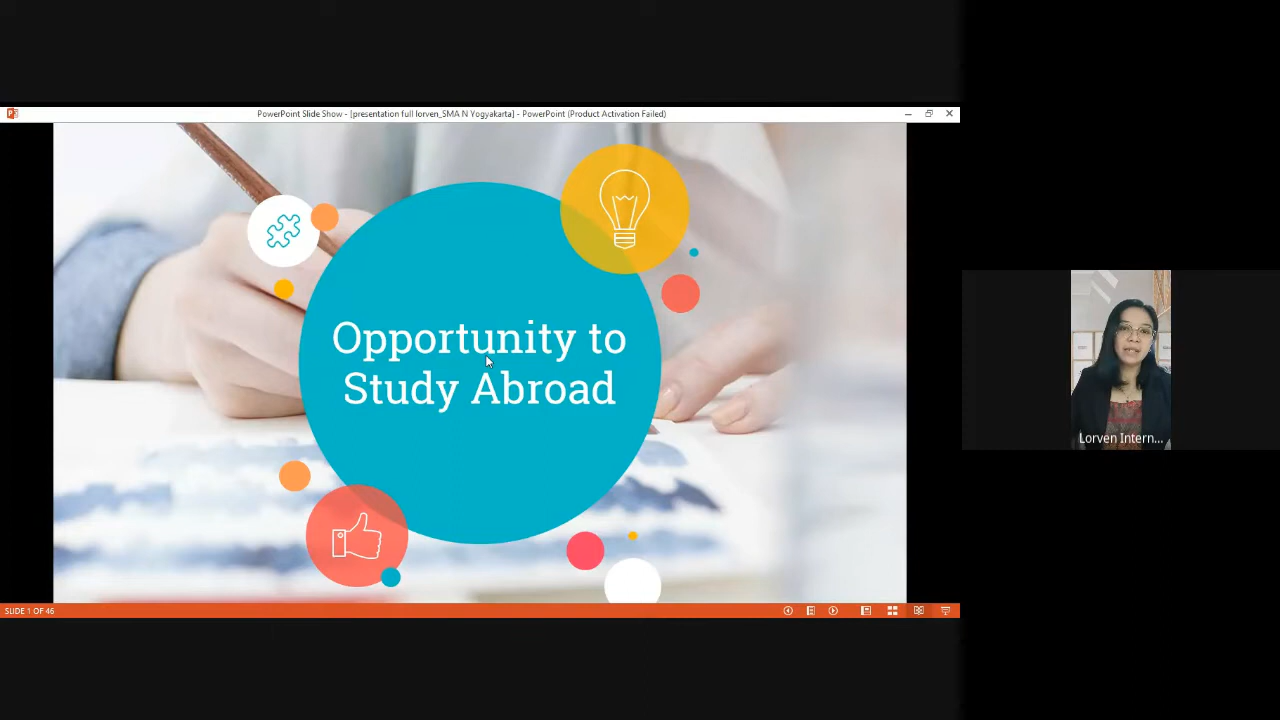 PowerPoint Slide Show - [presentation full lorven_SMA N Yogyakarta] - PowerPoint (Product Activation Failed)
Opportunity to
Study Abroad
Lorven Intern...
SLIDE 1 OF 46